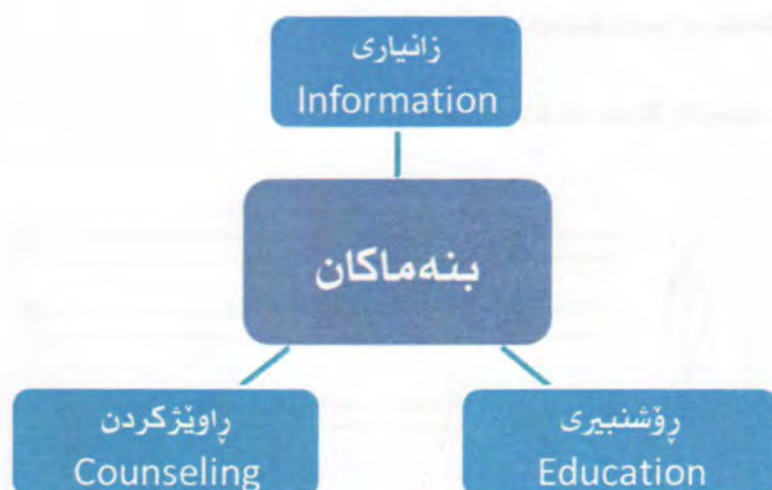 زانیاری
Information
بنەماکان
ڕاوێژکردن
Counseling
ڕۆشنبیری
Education